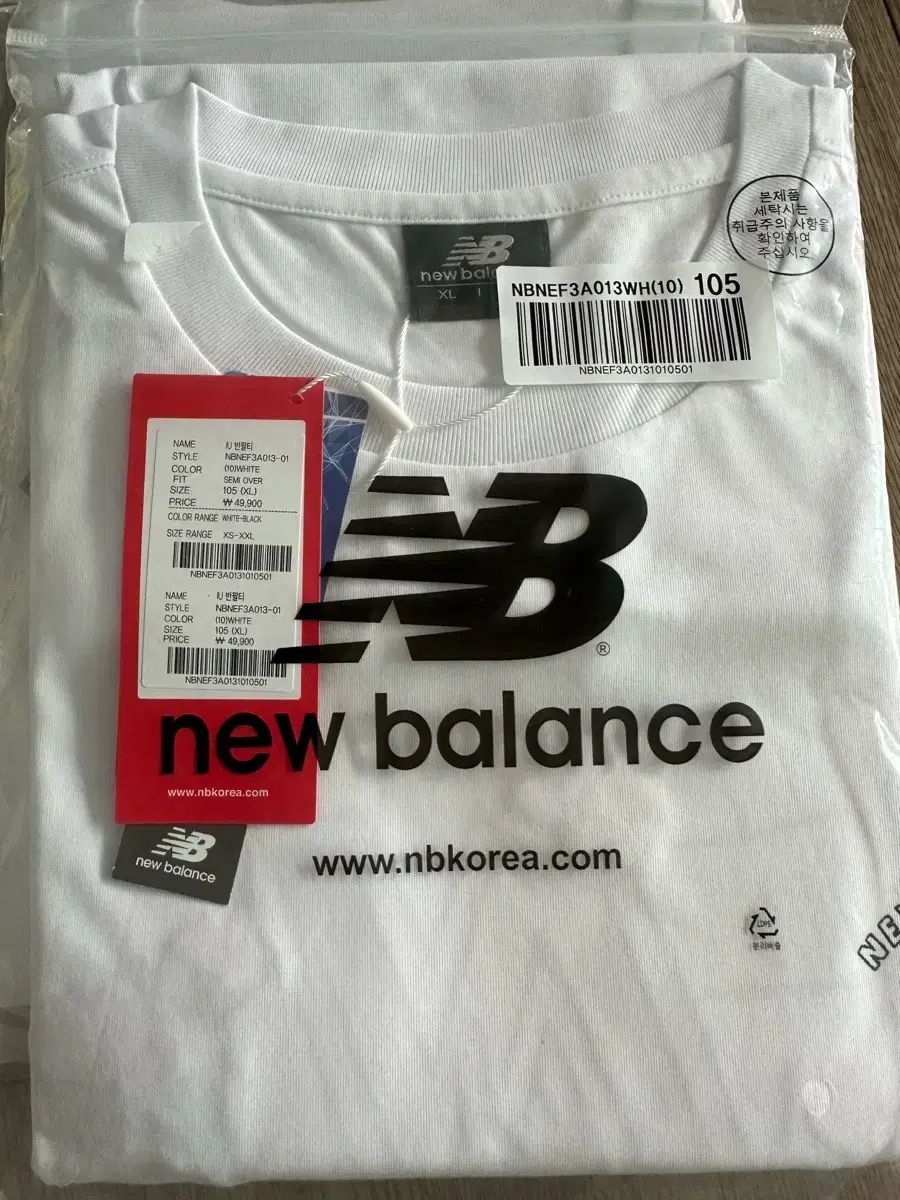 본제품
세탁시는
취급주의 사항을
확인하여
주십시오
NB
new bala
XL
NBNEF3A013WH(10) 105
NBNEF3A0131010501
NAME IU 반팔티
STYLE NBNEF3A013-01
COLOR (10)WHITE
FIT SEMI OVER
SIZE 105 (XL)
PRICE ₩ 49,900
COLOR RANGE WHITE-BLACK
SIZE RANGE XS-XXL
NBNEF3A0131010501
NAME IU 반팔티
STYLE NBNEF3A013-01
COLOR (10)WHITE
SIZE 105 (XL)
PRICE ₩ 49,900
NBNEF3A0131010501
NB®
new balance
www.nbkorea.com
NB
new balance
www.nbkorea.com
LDPE
분리배출
NE